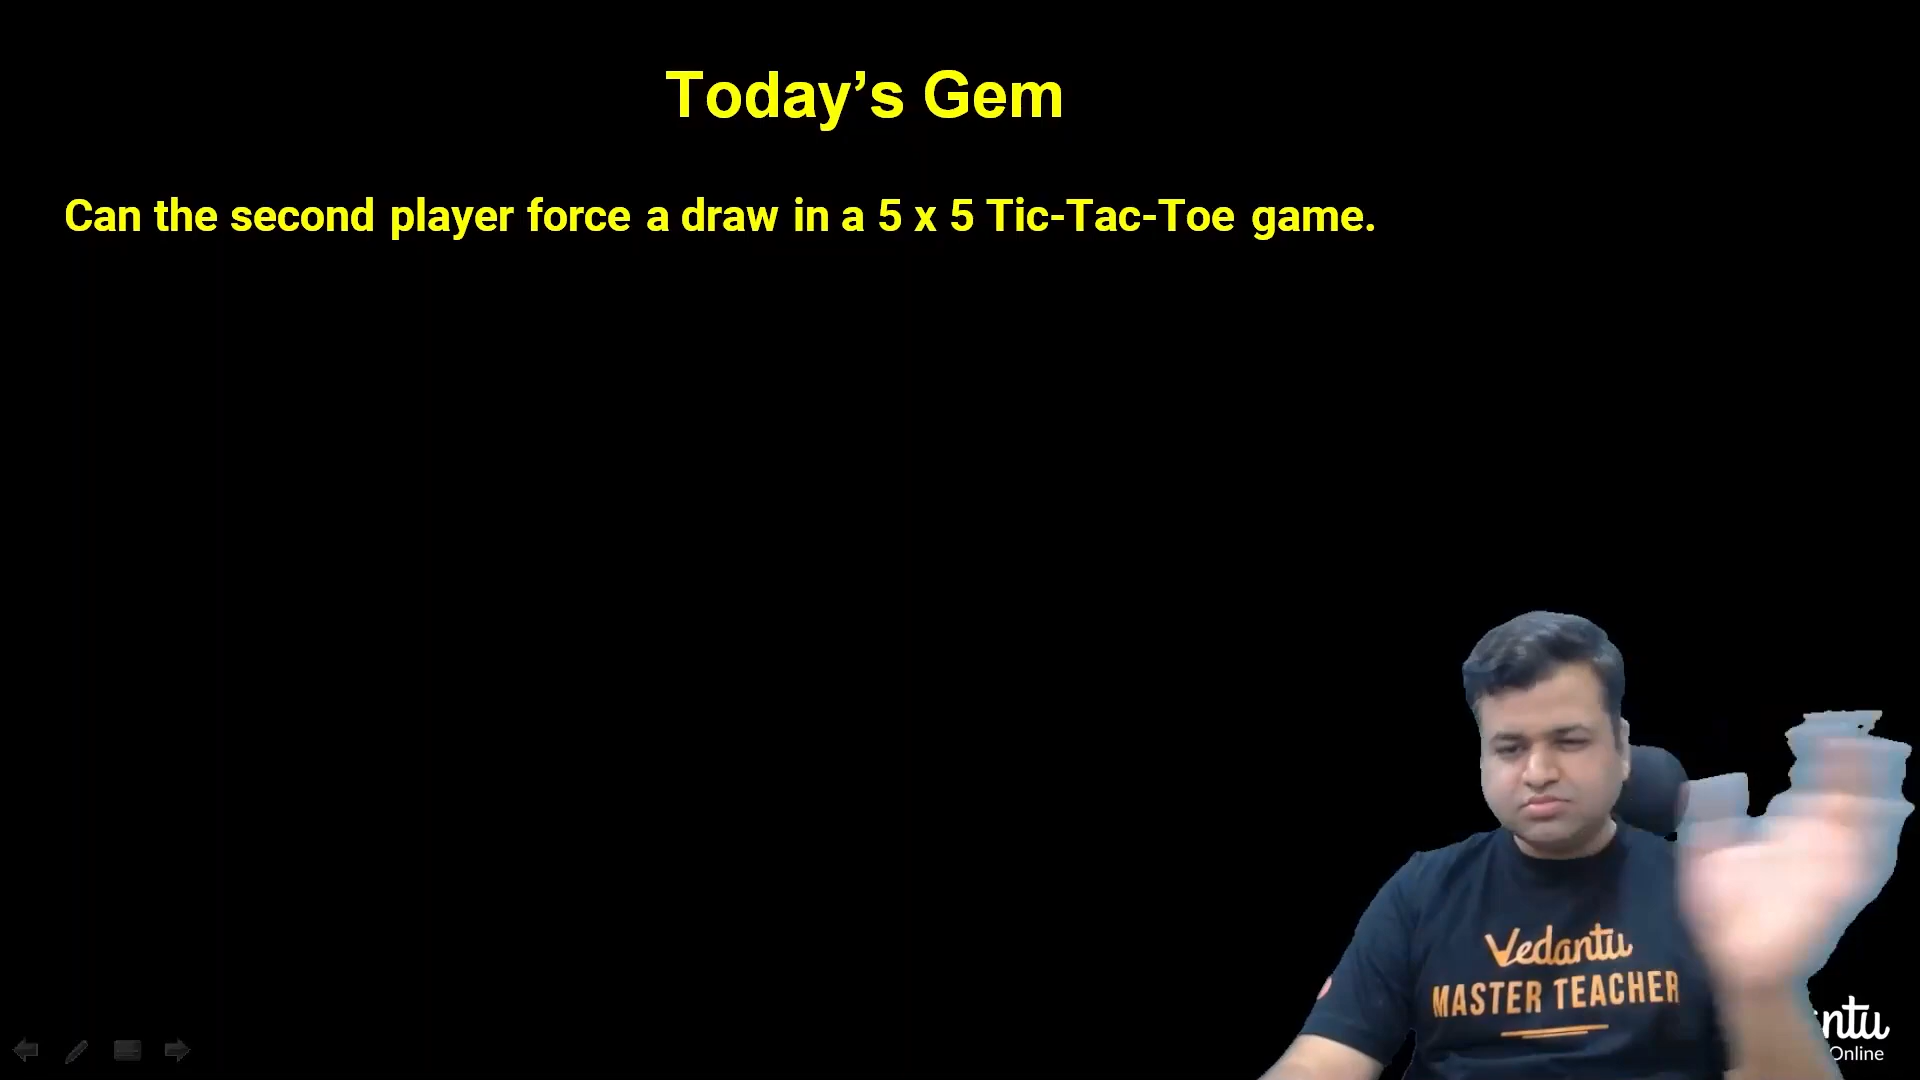 Today’s Gem
Can the second player force a draw in a 5 x 5 Tic-Tac-Toe game.
Vedantu
MASTER TEACHER
Online